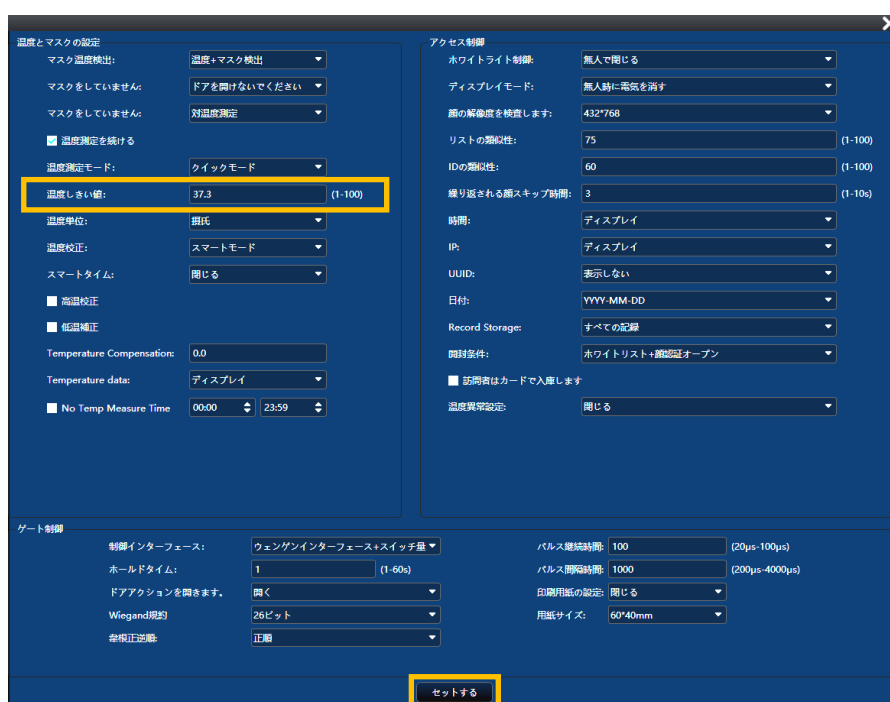 温度とマスクの設定
マスク温度検出: 温度+マスク検出
マスクをしていません: ドアを開けないでください
マスクをしていません: 対温度測定
温度測定を続ける
温度測定モード: クイックモード
温度しきい値: 37.3 (1-100)
温度単位: 摂氏
温度校正: スマートモード
スマートタイム: 閉じる
高温校正
低温補正
Temperature Compensation: 0.0
Temperature data: ディスプレイ
No Temp Measure Time 00:00 23:59
アクセス制御
ホワイトライト制御: 無人で閉じる
ディスプレイモード: 無人時に電気を消す
顔の解像度を検査します: 432*768
リストの類似性: 75 (1-100)
IDの類似性: 60 (1-100)
繰り返される顔スキップ時間: 3 (1-10s)
時間: ディスプレイ
IP: ディスプレイ
UUID: 表示しない
日付: YYYY-MM-DD
Record Storage: すべての記録
開封条件: ホワイトリスト+顔認証オープン
訪問者はカードで入庫します
温度異常設定: 閉じる
ゲート制御
制御インターフェース: ウェンゲンインターフェース+スイッチ量
ホールドタイム: 1 (1-60s)
ドアアクションを開きます。 開く
Wiegand規約 26ビット
韋根正逆順: 正順
パルス継続時間: 100 (20μs-100μs)
パルス間隔時間: 1000 (200μs-4000μs)
印刷用紙の設定: 閉じる
用紙サイズ: 60*40mm
セットする